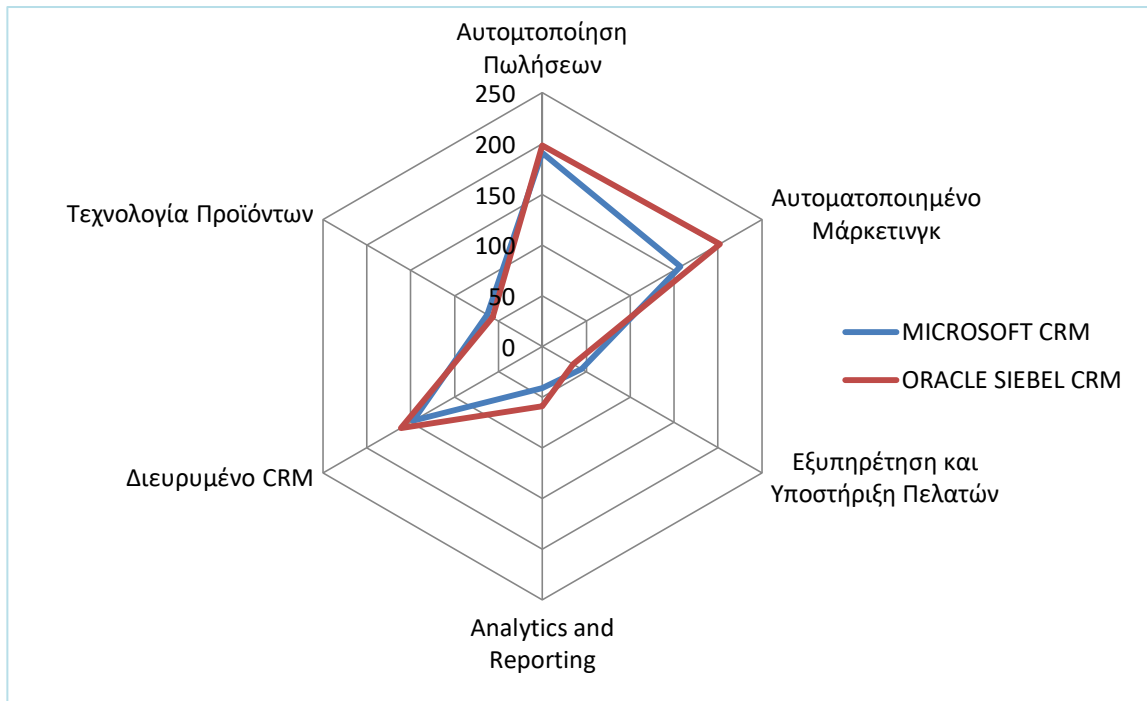 Αυτομτοποίηση
Πωλήσεων
250
200
150
100
50
0
Αυτοματοποιημένο
Μάρκετινγκ
Εξυπηρέτηση και
Υποστήριξη Πελατών
Analytics and
Reporting
Διευρυμένο CRM
Τεχνολογία Προϊόντων
MICROSOFT CRM
ORACLE SIEBEL CRM